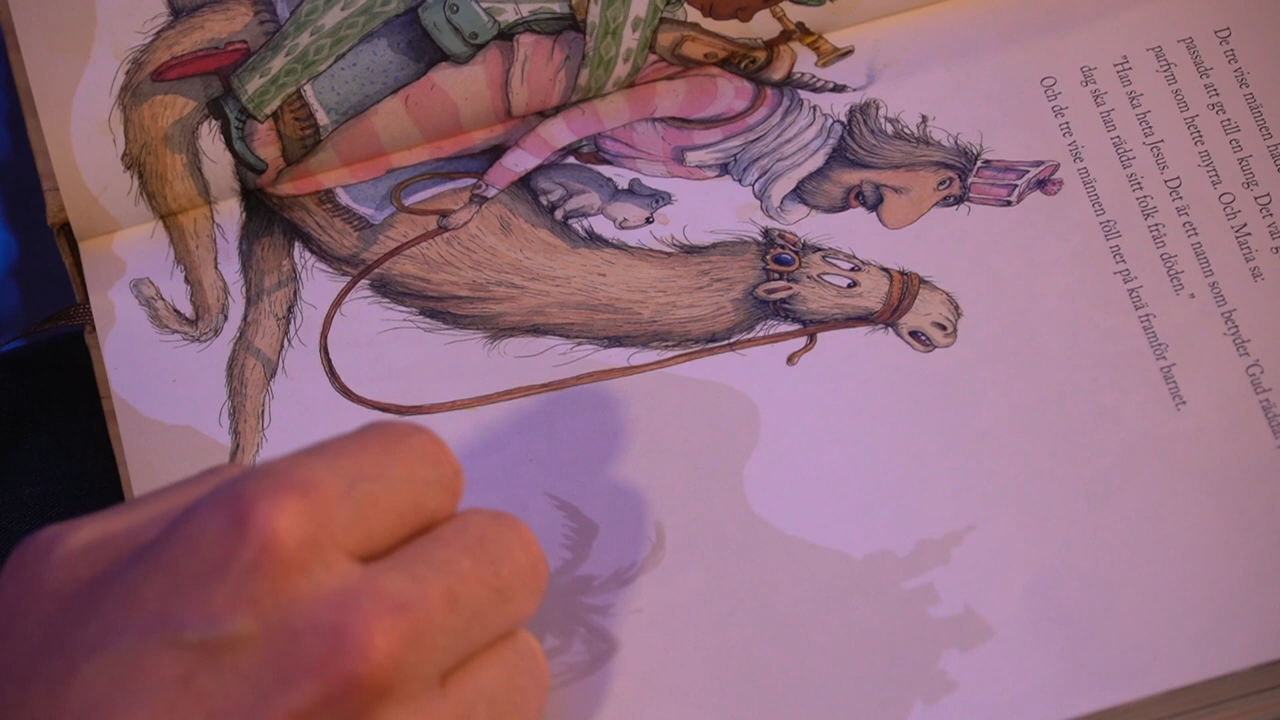 De tre vise männen had
passade att ge till en kung. Det var g
parfym som hette myrra. Och Maria sa:
"Han ska heta Jesus. Det är ett namn som betyder 'Gud räddar'
dag ska han rädda sitt folk från döden."
Och de tre vise männen föll ner på knä framför barnet.